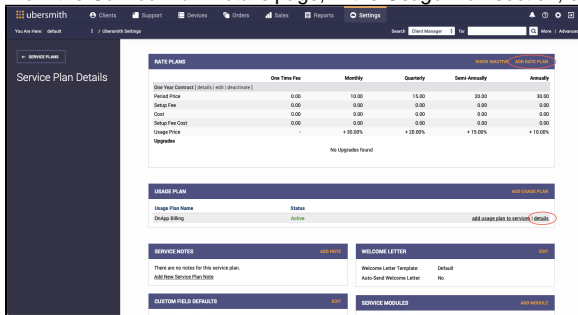 ubersmith Clients Support Devices Orders Sales Reports Settings
You Are Here: default / Ubersmith Settings Search Client Manager for More | Advanced
← SERVICE PLANS
Service Plan Details
RATE PLANS SHOW INACTIVE ADD RATE PLAN
One Time Fee Monthly Quarterly Semi-Annually Annually
One Year Contract [ details | edit | deactivate ]
Period Price 0.00 10.00 15.00 20.00 30.00
Setup Fee 0.00 0.00 0.00 0.00 0.00
Cost 0.00 0.00 0.00 0.00 0.00
Setup Fee Cost 0.00 0.00 0.00 0.00 0.00
Usage Price - + 30.00% + 20.00% + 15.00% + 10.00%
Upgrades
No Upgrades found
USAGE PLAN ADD USAGE PLAN
Usage Plan Name Status
OnApp Billing Active add usage plan to services | details
SERVICE NOTES ADD NOTE
There are no notes for this service plan.
Add New Service Plan Note
WELCOME LETTER EDIT
Welcome Letter Template: Default
Auto-Send Welcome Letter: No
CUSTOM FIELD DEFAULTS EDIT
SERVICE MODULES ADD MODULE